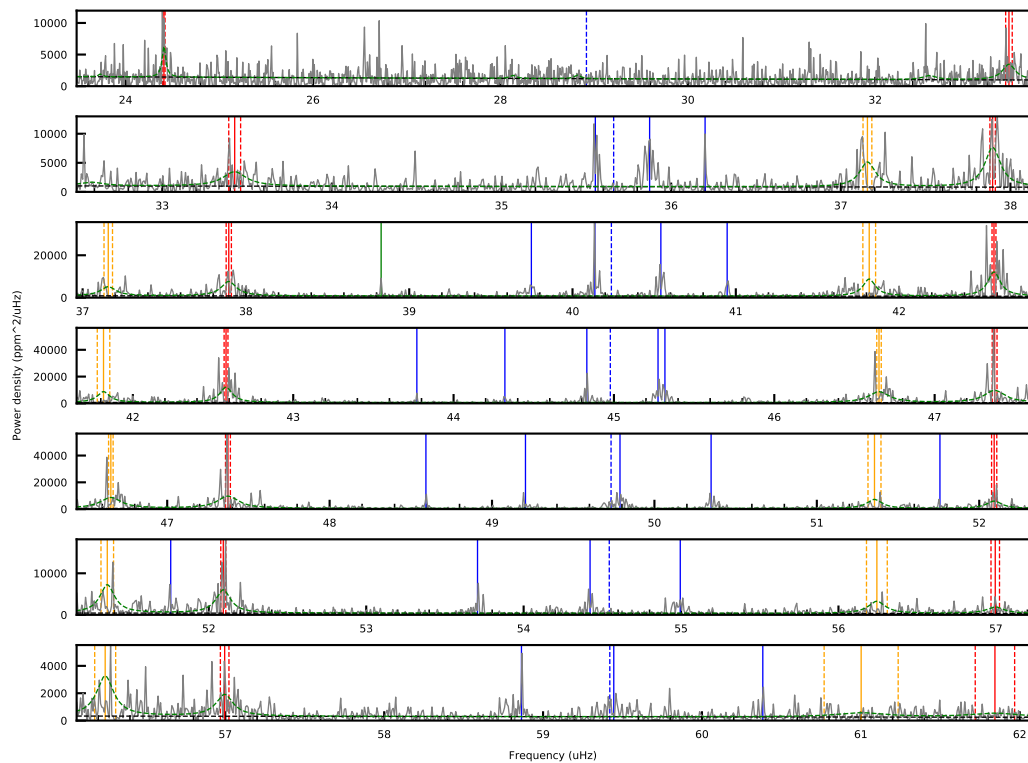 10000
5000
0
24 26 28 30 32
10000
5000
0
33 34 35 36 37 38
20000
0
37 38 39 40 41 42
40000
20000
0
42 43 44 45 46 47
40000
20000
0
47 48 49 50 51 52
10000
0
52 53 54 55 56 57
4000
2000
0
57 58 59 60 61 62
Power density (ppm^2/uHz)
Frequency (uHz)